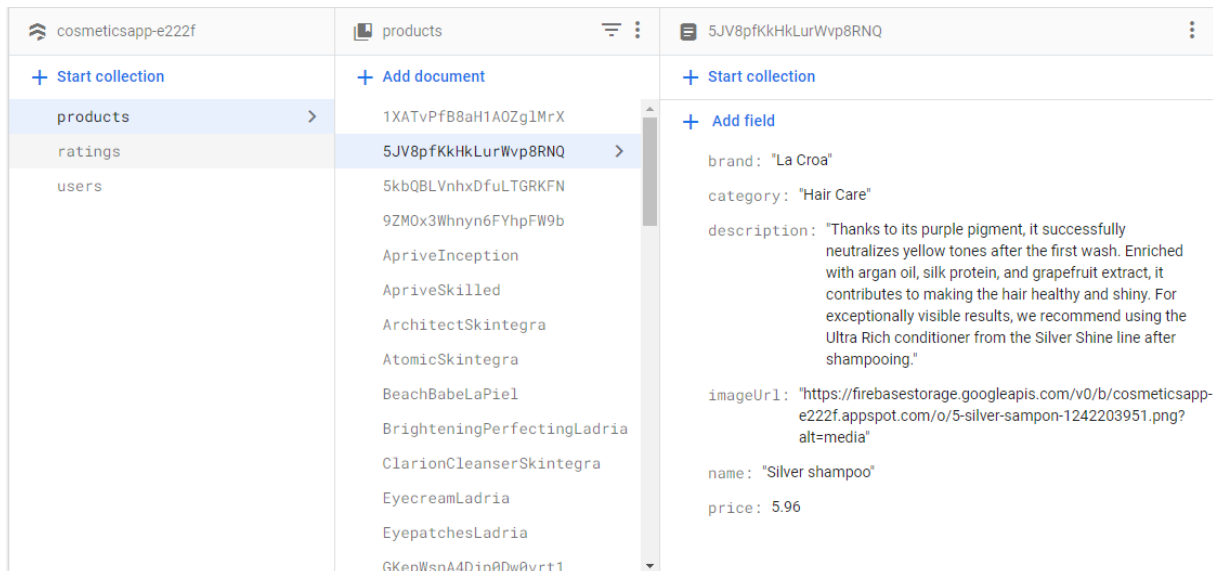 cosmeticsapp-e222f
+ Start collection
products
ratings
users
products
+ Add document
1XATvPfB8aH1AOZglMrX
5JV8pfKkHkLurWvp8RNQ
5kbQBLVnhxDfuLTGRKFN
9ZMOx3Whnyn6FYhpFW9b
ApriveInception
ApriveSkilled
ArchitectSkintegra
AtomicSkintegra
BeachBabeLaPiel
BrighteningPerfectingLadria
ClarionCleanserSkintegra
EyecreamLadria
EyepatchesLadria
GKepWsnA4Djp0Dw0vrt1
5JV8pfKkHkLurWvp8RNQ
+ Start collection
+ Add field
brand: "La Croa"
category: "Hair Care"
description: "Thanks to its purple pigment, it successfully
neutralizes yellow tones after the first wash. Enriched
with argan oil, silk protein, and grapefruit extract, it
contributes to making the hair healthy and shiny. For
exceptionally visible results, we recommend using the
Ultra Rich conditioner from the Silver Shine line after
shampooing."
imageUrl: "https://firebasestorage.googleapis.com/v0/b/cosmeticsapp-
e222f.appspot.com/o/5-silver-sampon-1242203951.png?
alt=media"
name: "Silver shampoo"
price: 5.96